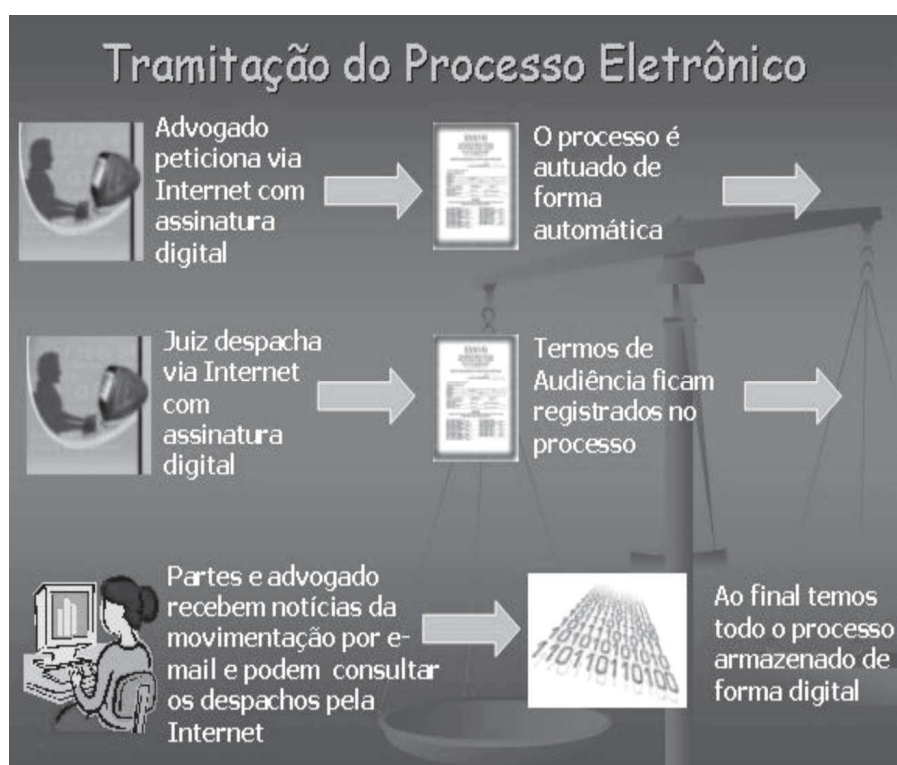 Tramitação do Processo Eletrônico
Advogado
peticiona via
Internet com
assinatura
digital
O processo é
autuado de
forma
automática
Juiz despacha
via Internet
com
assinatura
digital
Termos de
Audiência ficam
registrados no
processo
Partes e advogado
recebem notícias da
movimentação por e-
mail e podem consultar
os despachos pela
Internet
1101101101100
Ao final temos
todo o processo
armazenado de
forma digital